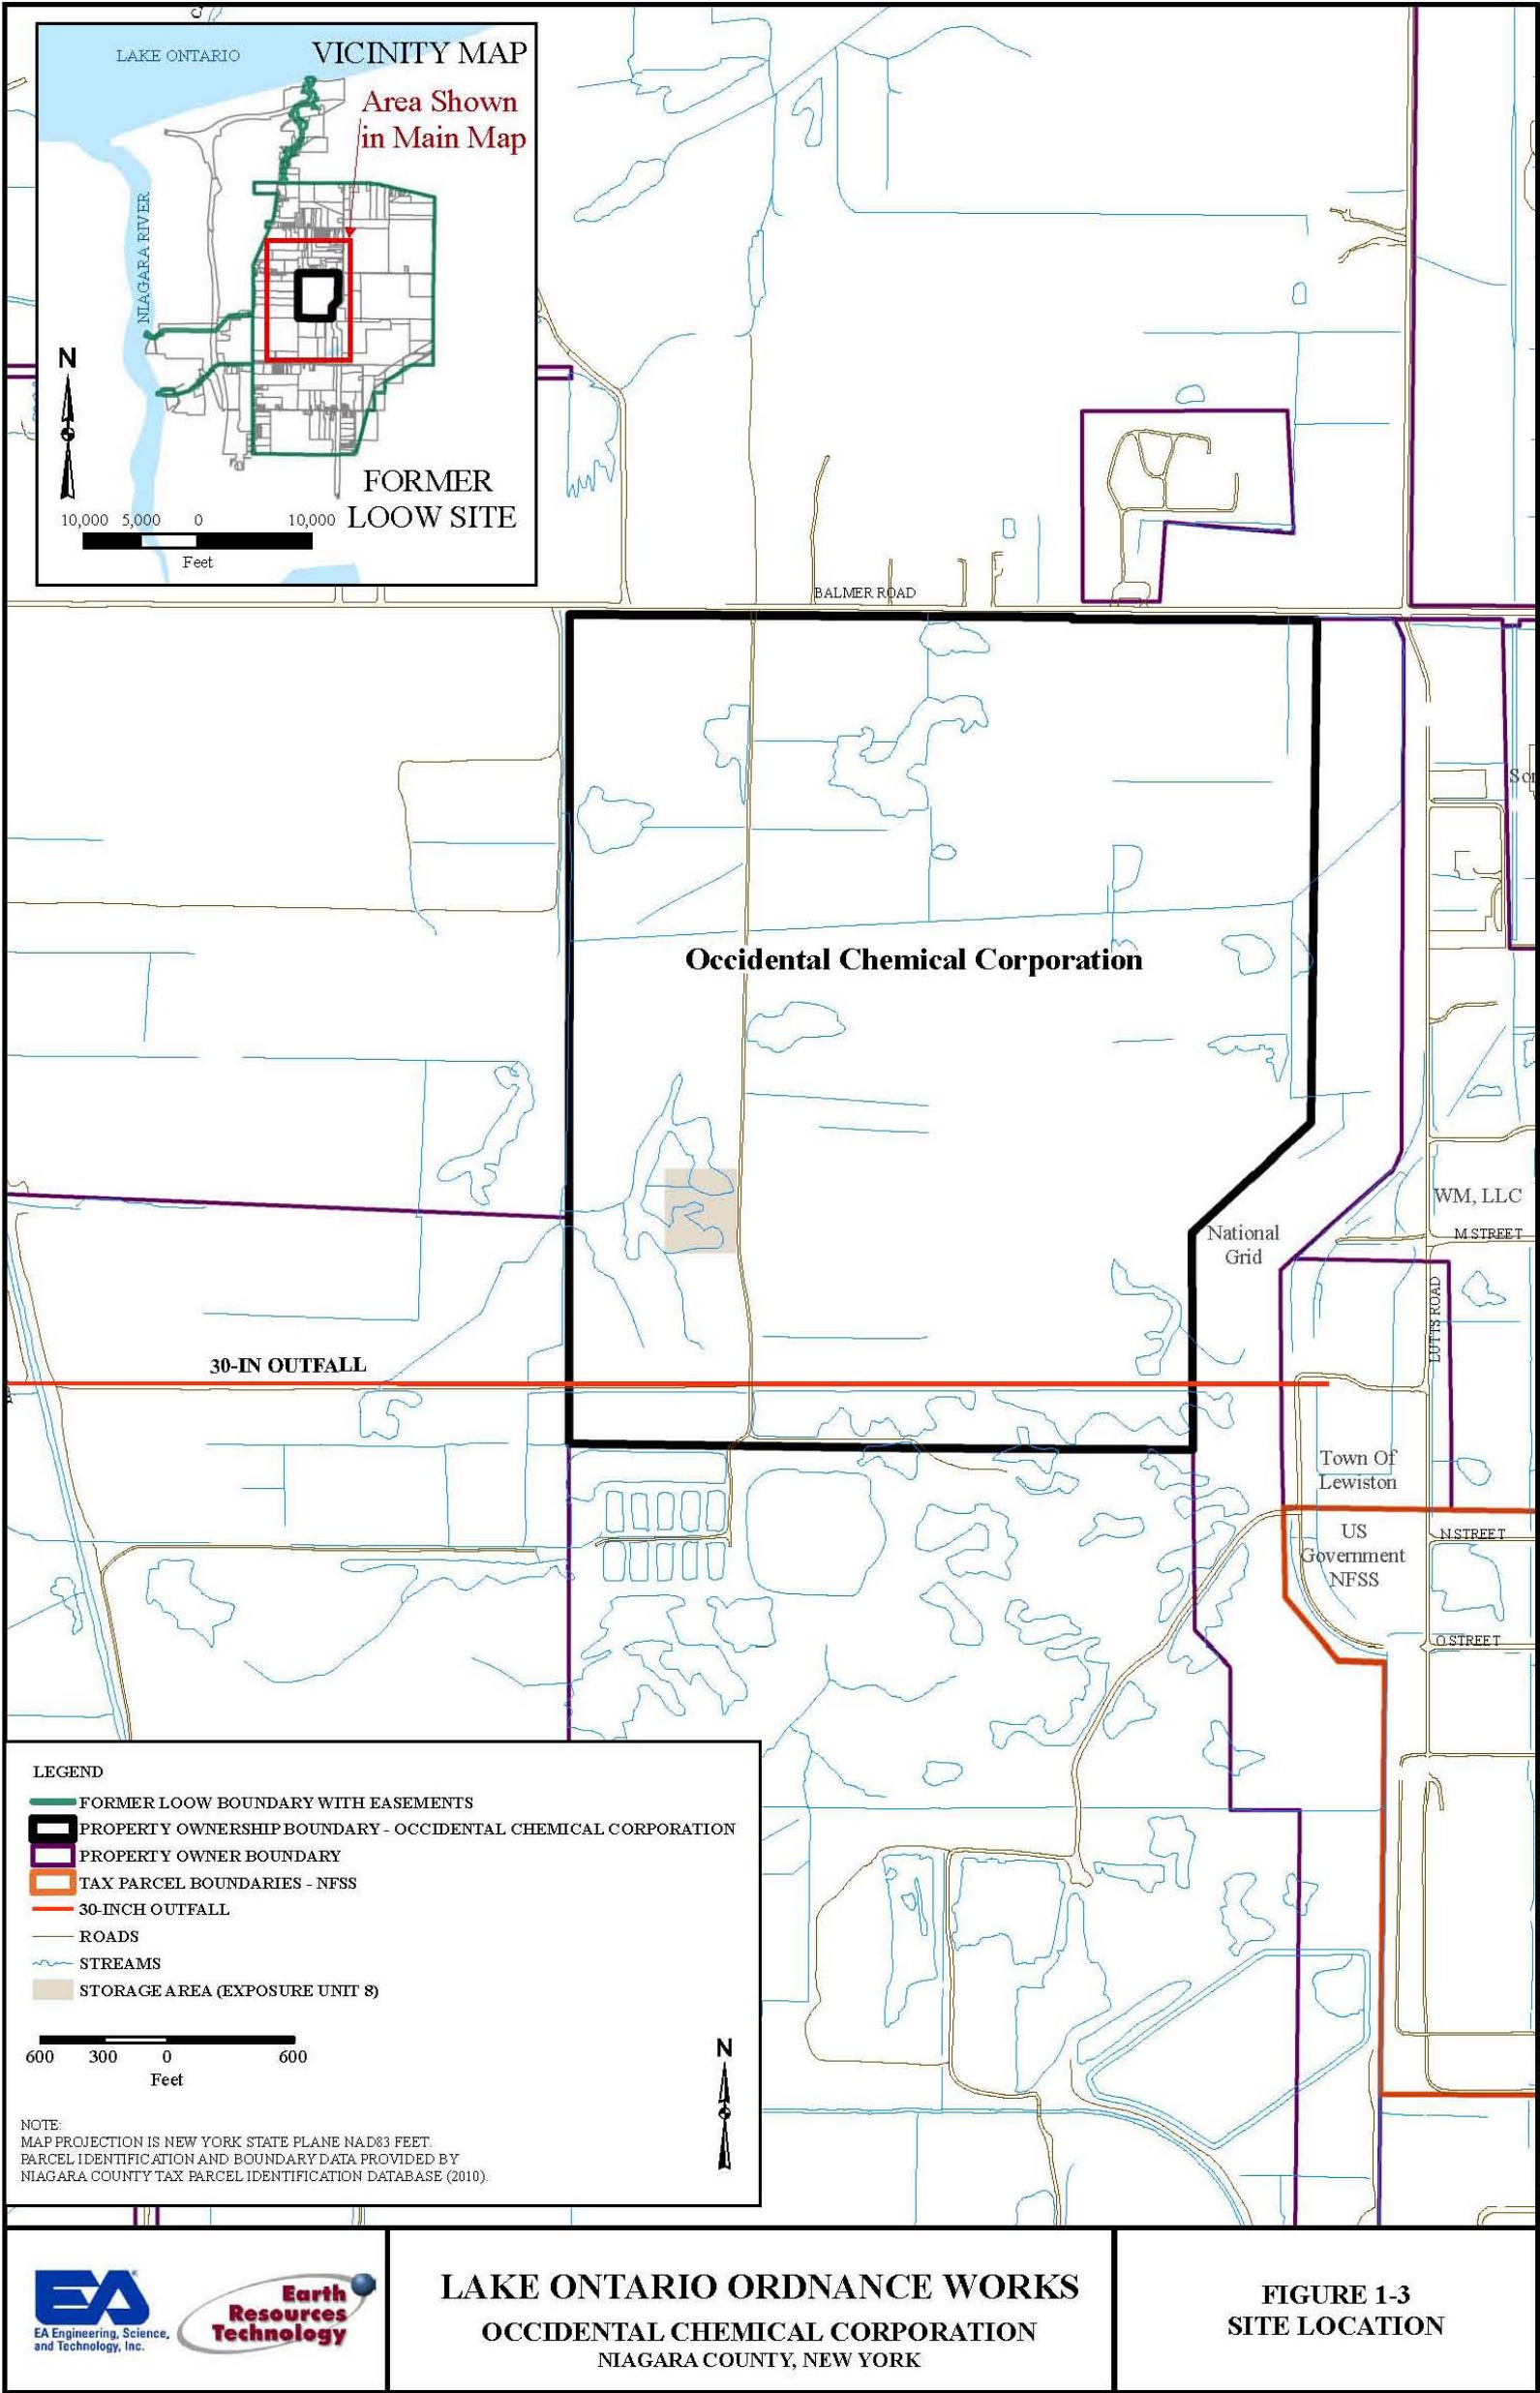 LAKE ONTARIO
VICINITY MAP
Area Shown
in Main Map
NIAGARA RIVER
N
FORMER
LOOW SITE
10,000 5,000 0 10,000
Feet
BALMER ROAD
Occidental Chemical Corporation
WM, LLC
National
Grid
M STREET
LUTTS ROAD
30-IN OUTFALL
Town Of
Lewiston
US
Government
NFSS
N STREET
O STREET
LEGEND
FORMER LOOW BOUNDARY WITH EASEMENTS
PROPERTY OWNERSHIP BOUNDARY - OCCIDENTAL CHEMICAL CORPORATION
PROPERTY OWNER BOUNDARY
TAX PARCEL BOUNDARIES - NFSS
30-INCH OUTFALL
ROADS
STREAMS
STORAGE AREA (EXPOSURE UNIT 8)
600 300 0 600
Feet
N
NOTE:
MAP PROJECTION IS NEW YORK STATE PLANE NAD83 FEET.
PARCEL IDENTIFICATION AND BOUNDARY DATA PROVIDED BY
NIAGARA COUNTY TAX PARCEL IDENTIFICATION DATABASE (2010).
EA
EA Engineering, Science,
and Technology, Inc.
Earth
Resources
Technology
LAKE ONTARIO ORDNANCE WORKS
OCCIDENTAL CHEMICAL CORPORATION
NIAGARA COUNTY, NEW YORK
FIGURE 1-3
SITE LOCATION